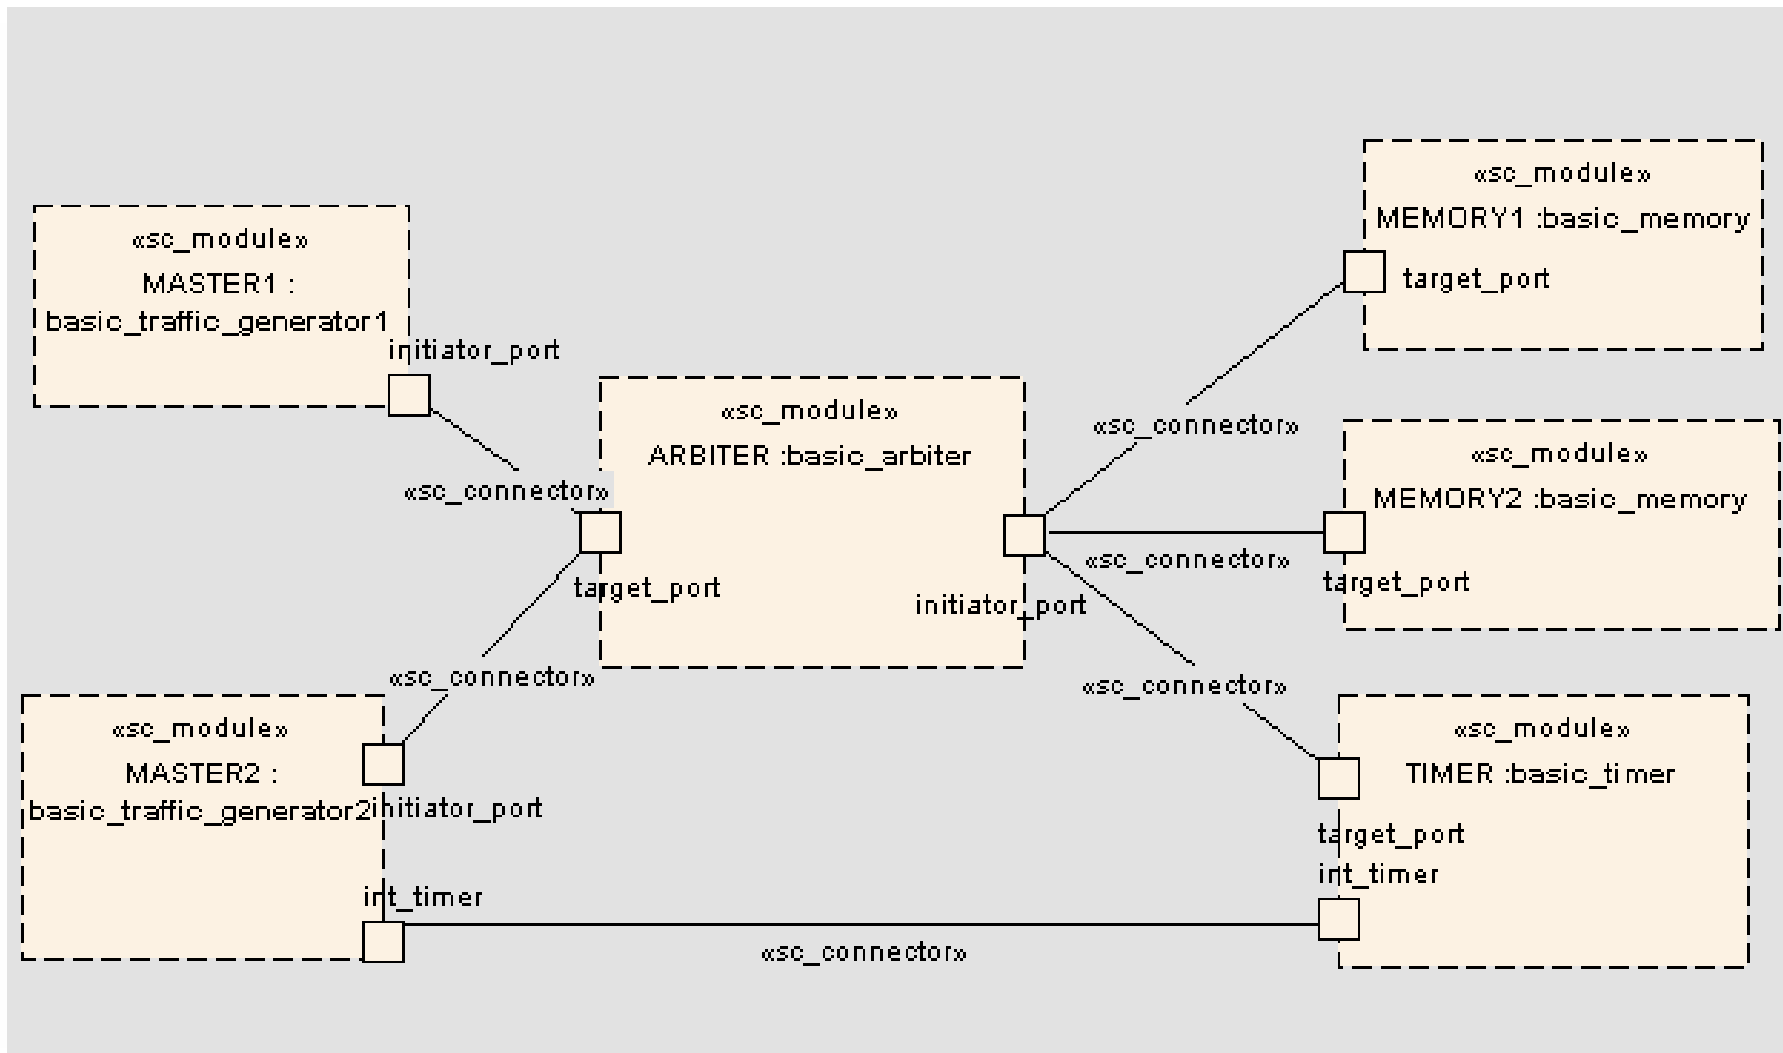 «sc_module»
MASTER1 :
basic_traffic_generator1
initiator_port
«sc_connector»
«sc_module»
ARBITER :basic_arbiter
target_port
initiator_port
«sc_connector»
«sc_module»
MASTER2 :
basic_traffic_generator2
initiator_port
int_timer
«sc_connector»
«sc_connector»
«sc_connector»
«sc_connector»
«sc_module»
MEMORY1 :basic_memory
target_port
«sc_module»
MEMORY2 :basic_memory
target_port
«sc_module»
TIMER :basic_timer
target_port
int_timer